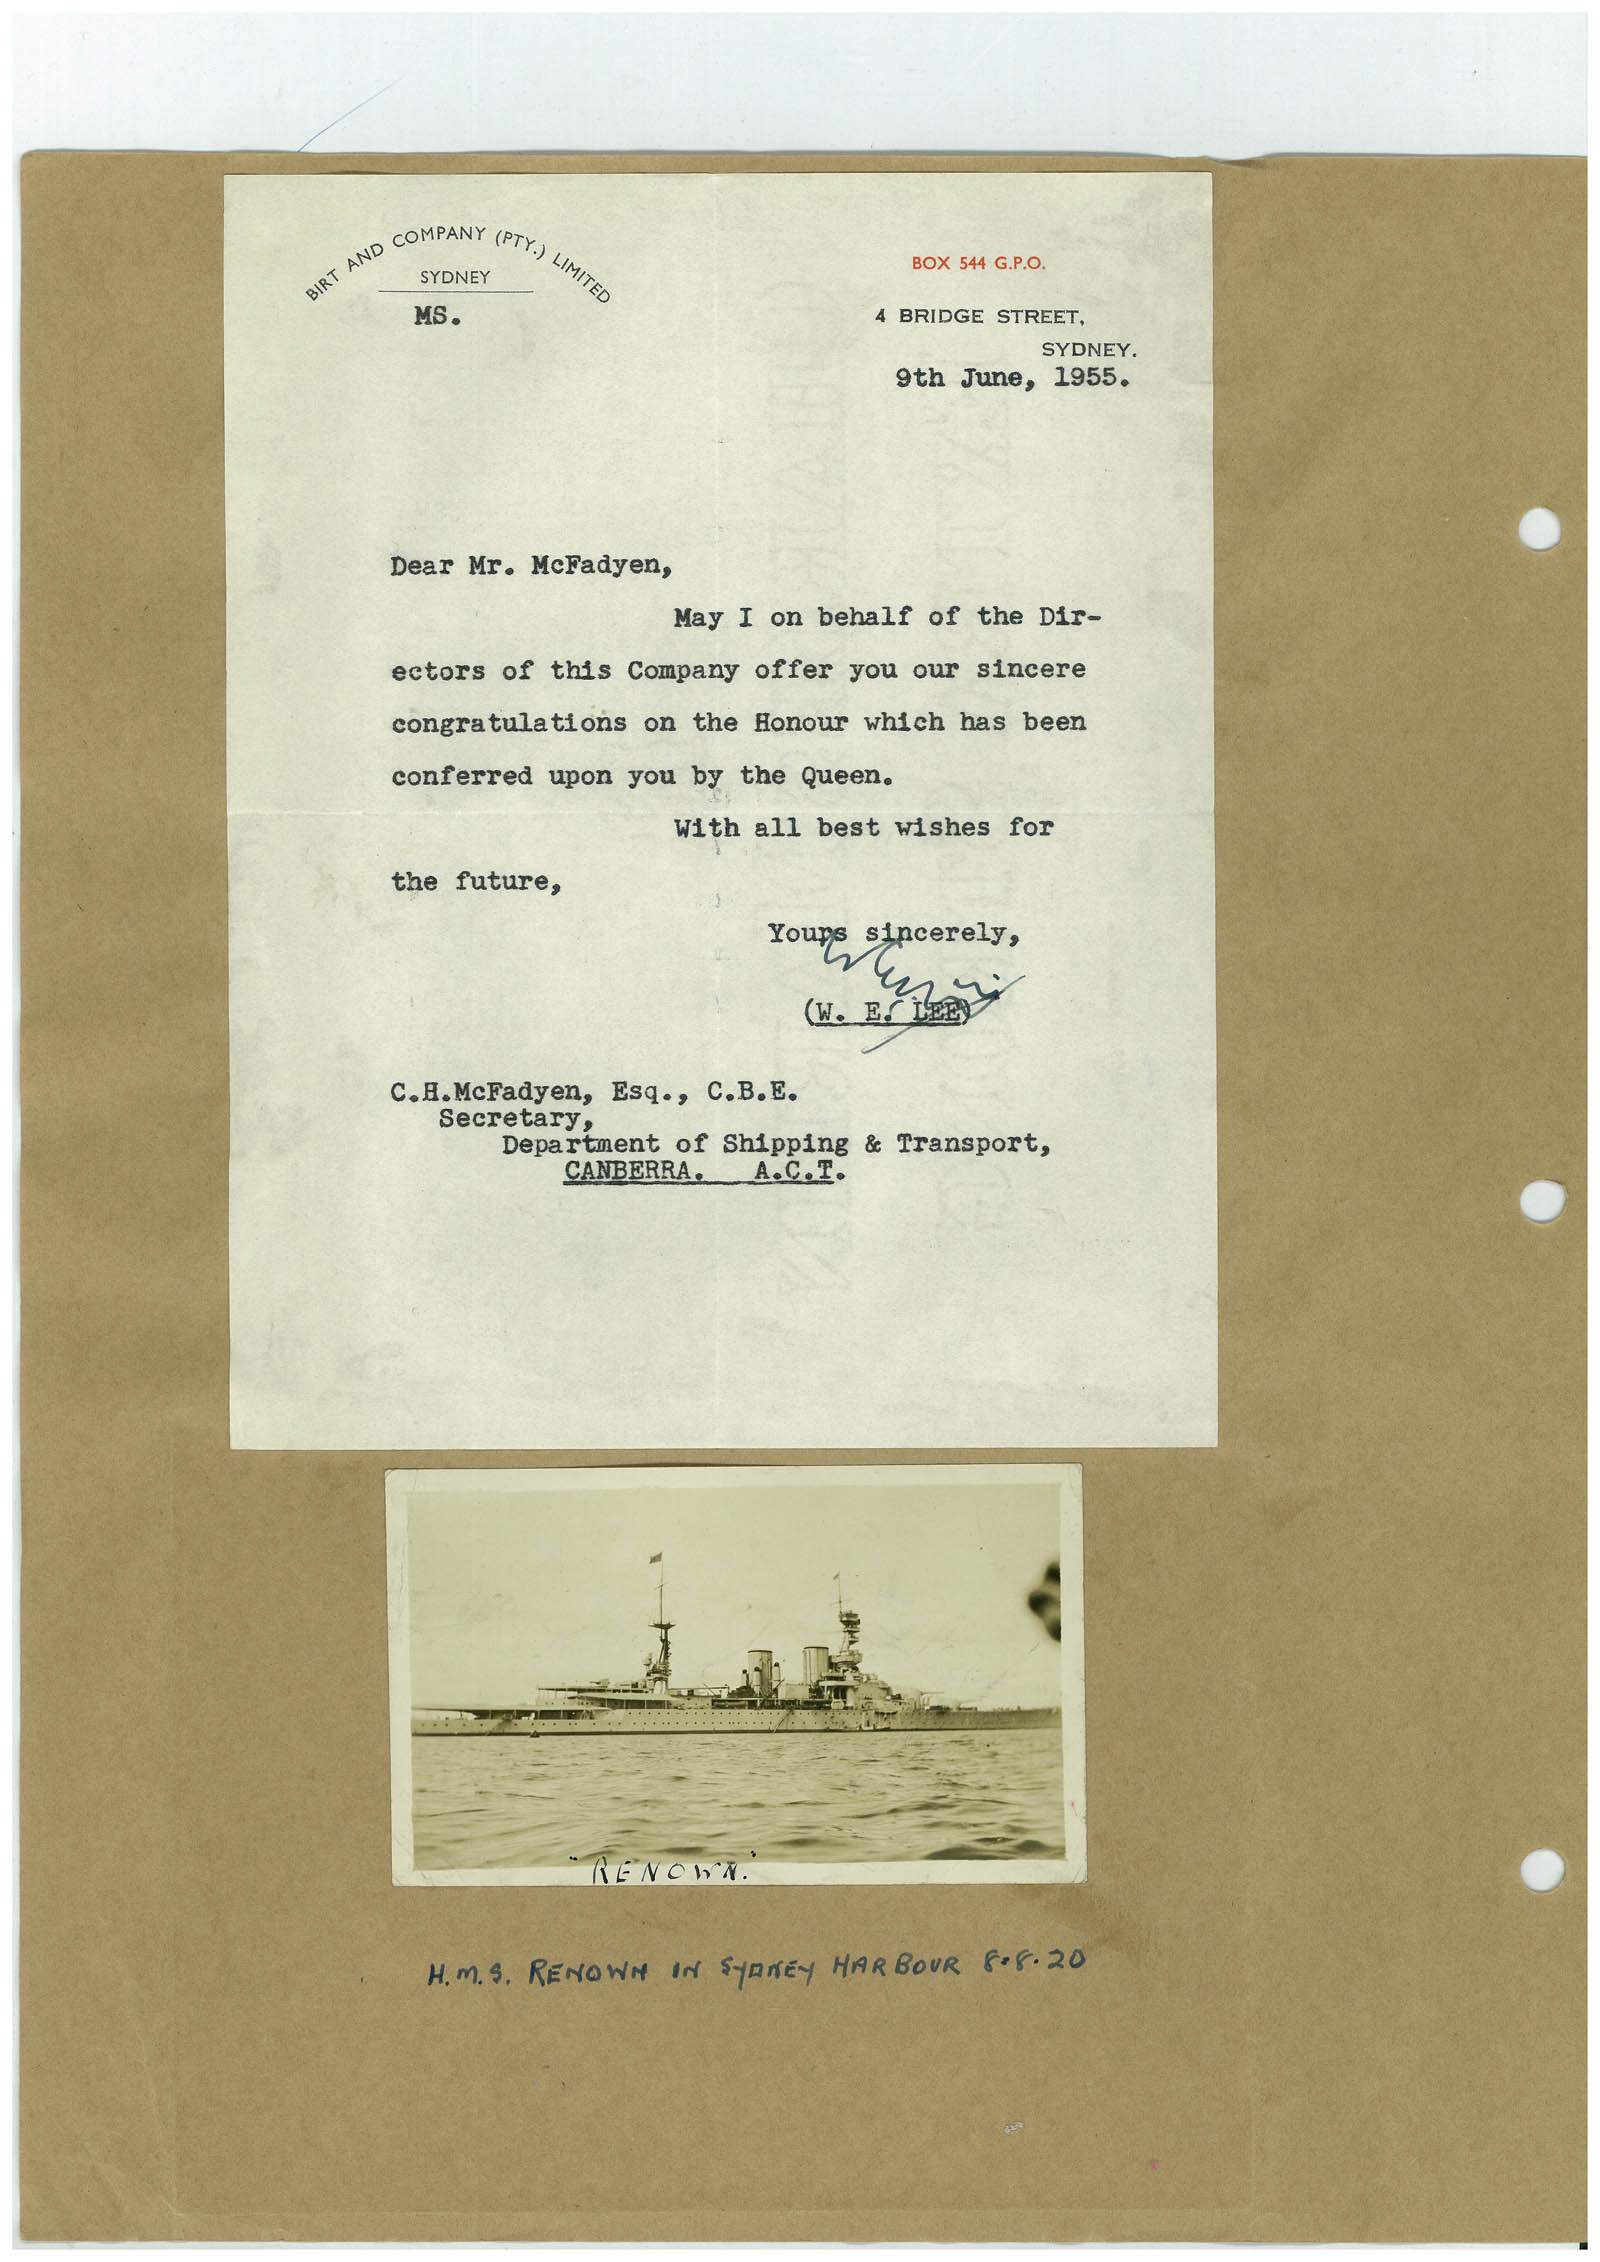 BIRT AND COMPANY (PTY.) LIMITED
SYDNEY
MS.
BOX 544 G.P.O.
4 BRIDGE STREET,
SYDNEY.
9th June, 1955.
Dear Mr. McFadyen,
May I on behalf of the Dir-
ectors of this Company offer you our sincere
congratulations on the Honour which has been
conferred upon you by the Queen.
With all best wishes for
the future,
Yours sincerely,
(W. E. LEE)
C.H.McFadyen, Esq., C.B.E.
Secretary,
Department of Shipping & Transport,
CANBERRA. A.C.T.
"RENOWN."
H.M.S. RENOWN IN SYDNEY HARBOUR 8.8.20